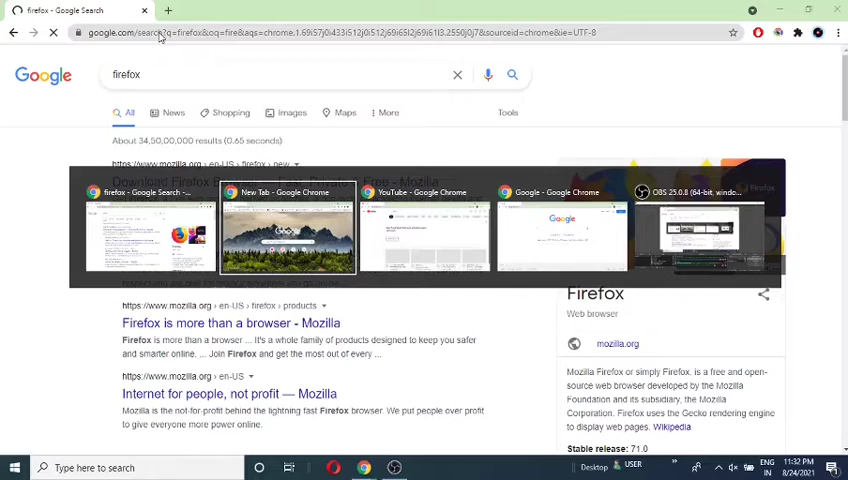 firefox - Google Search
google.com/search?q=firefox&oq=fire&aqs=chrome.1.69i57j0i433i512j0i512j69i65l2j69i61l3.2550j0j7&sourceid=chrome&ie=UTF-8
Google
firefox
All
News
Shopping
Images
Maps
More
Tools
About 34,50,00,000 results (0.65 seconds)
https://www.mozilla.org › en-US › firefox › new
Download Firefox Browser — Fast, Private & Free - Mozilla
firefox - Google Search -...
New Tab - Google Chrome
YouTube - Google Chrome
Google - Google Chrome
OBS 25.0.8 (64-bit, windo...
Firefox
https://www.mozilla.org › en-US › firefox › products
Firefox is more than a browser - Mozilla
Firefox is more than a browser. ... It's a whole family of products designed to keep you safer
and smarter online. ... Join Firefox and get the most out of every ...
https://www.mozilla.org › en-US
Internet for people, not profit — Mozilla
Mozilla is the not-for-profit behind the lightning fast Firefox browser. We put people over profit
to give everyone more power online.
Firefox
Web browser
mozilla.org
Mozilla Firefox or simply Firefox, is a free and open-
source web browser developed by the Mozilla
Foundation and its subsidiary, the Mozilla
Corporation. Firefox uses the Gecko rendering engine
to display web pages. Wikipedia
Stable release: 71.0
Type here to search
Desktop
USER
ENG
IN
11:32 PM
8/24/2021